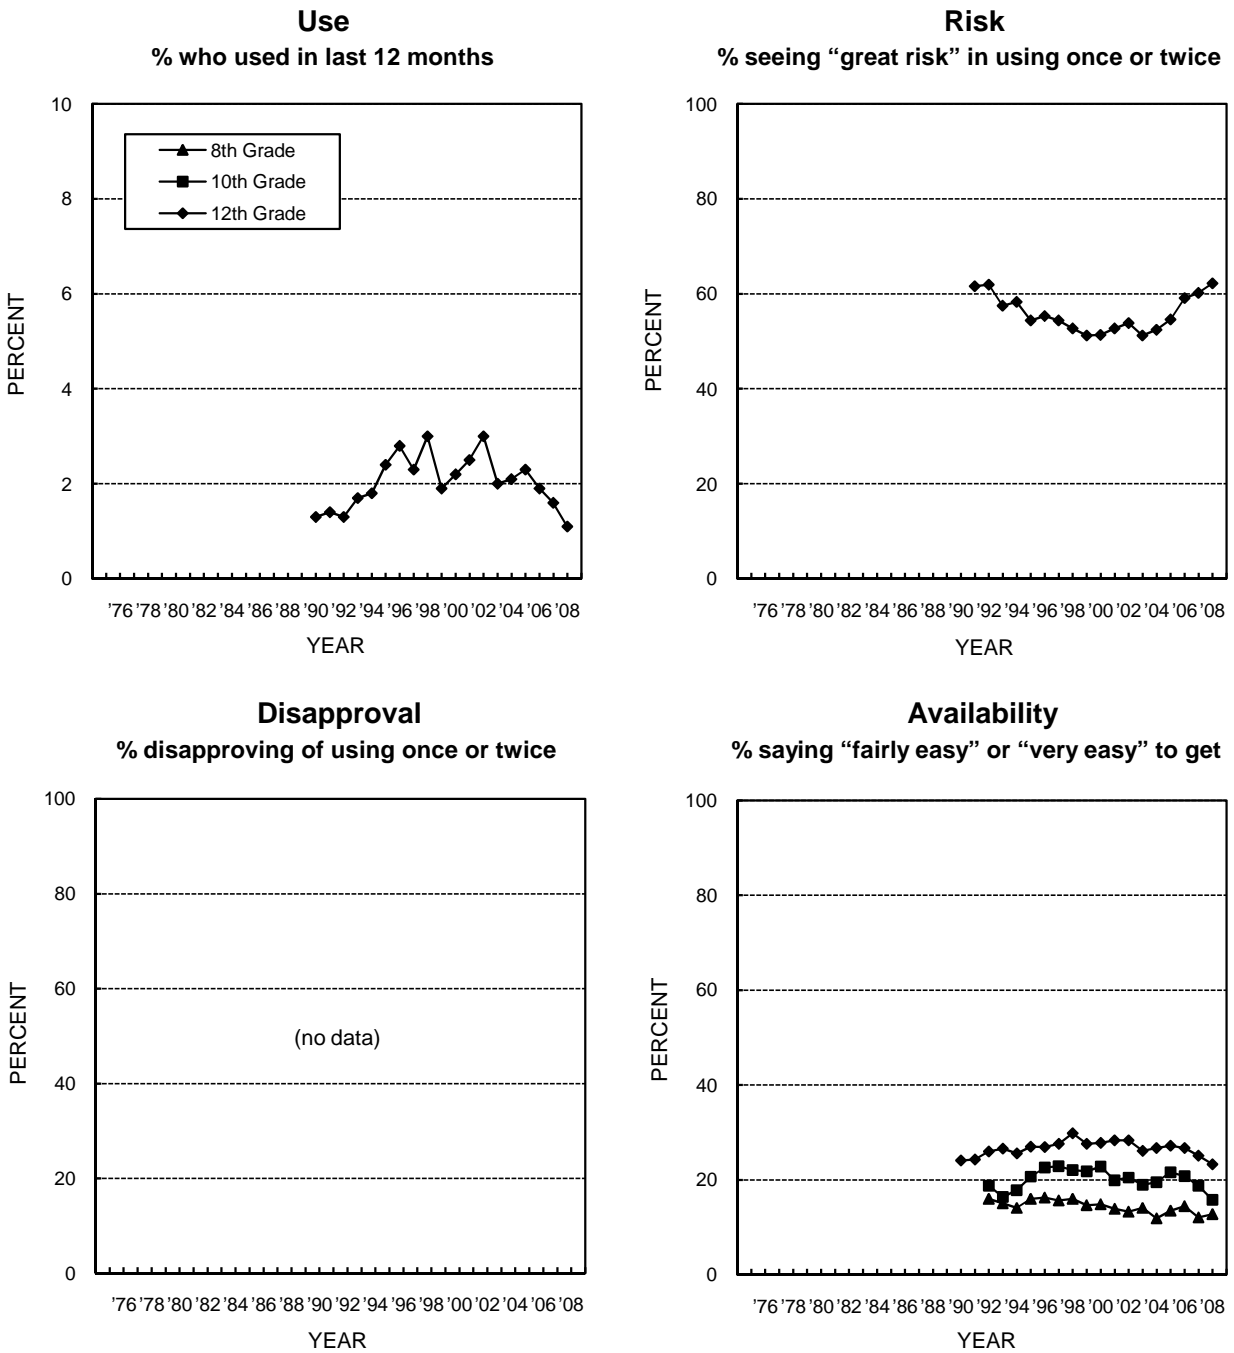 Use
% who used in last 12 months
10
8
6
4
2
0
PERCENT
8th Grade
10th Grade
12th Grade
'76 '78 '80 '82 '84 '86 '88 '90 '92 '94 '96 '98 '00 '02 '04 '06 '08
YEAR
Risk
% seeing “great risk” in using once or twice
100
80
60
40
20
0
PERCENT
'76 '78 '80 '82 '84 '86 '88 '90 '92 '94 '96 '98 '00 '02 '04 '06 '08
YEAR
Disapproval
% disapproving of using once or twice
100
80
60
40
20
0
PERCENT
(no data)
'76 '78 '80 '82 '84 '86 '88 '90 '92 '94 '96 '98 '00 '02 '04 '06 '08
YEAR
Availability
% saying “fairly easy” or “very easy” to get
100
80
60
40
20
0
PERCENT
'76 '78 '80 '82 '84 '86 '88 '90 '92 '94 '96 '98 '00 '02 '04 '06 '08
YEAR